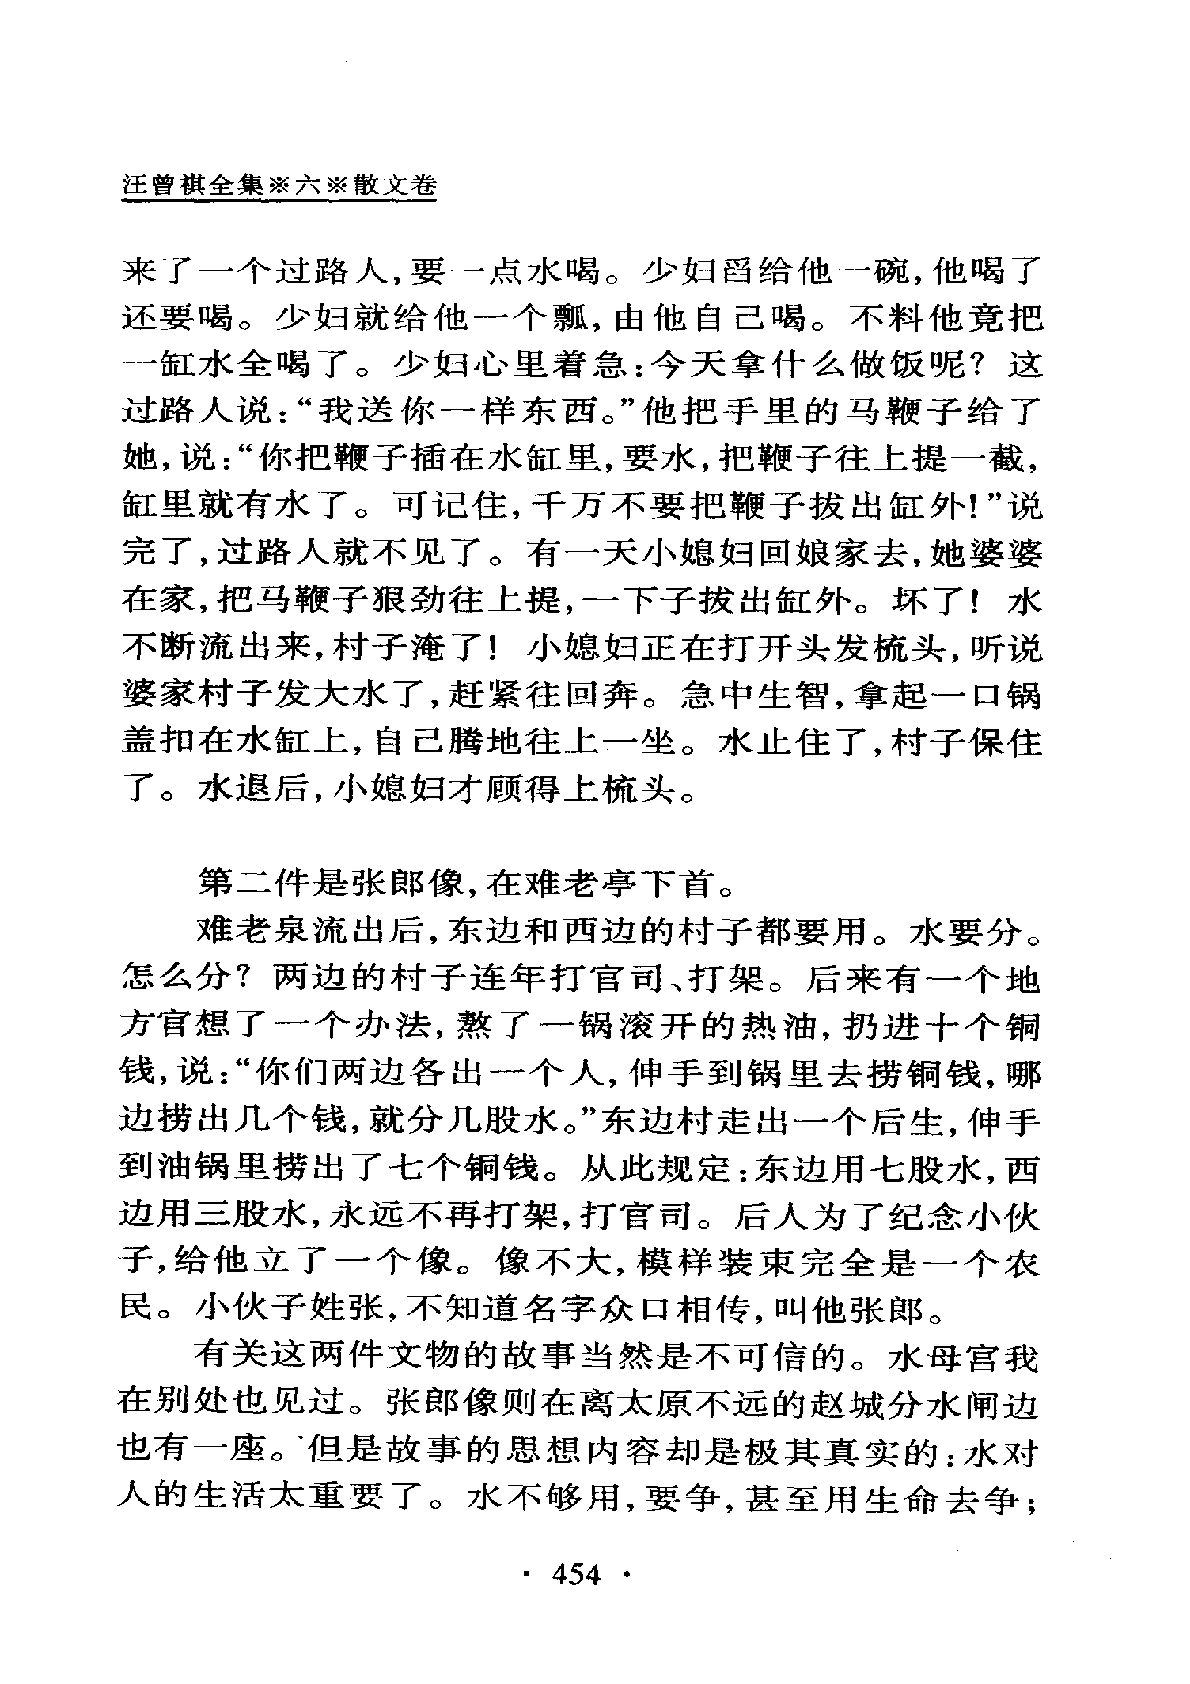 汪曾祺全集※六※散文卷
来了一个过路人,要一点水喝。少妇舀给他一碗,他喝了
还要喝。少妇就给他一个瓢,由他自己喝。不料他竟把
一缸水全喝了。少妇心里着急:今天拿什么做饭呢?这
过路人说:“我送你一样东西。”他把手里的马鞭子给了
她,说:“你把鞭子插在水缸里,要水,把鞭子往上提一截,
缸里就有水了。可记住,千万不要把鞭子拔出缸外!”说
完了,过路人就不见了。有一天小媳妇回娘家去,她婆婆
在家,把马鞭子狠劲往上提,一下子拔出缸外。坏了!水
不断流出来,村子淹了!小媳妇正在打开头发梳头,听说
婆家村子发大水了,赶紧往回奔。急中生智,拿起一口锅
盖扣在水缸上,自己腾地往上一坐。水止住了,村子保住
了。水退后,小媳妇才顾得上梳头。
第二件是张郎像,在难老亭下首。
难老泉流出后,东边和西边的村子都要用。水要分。
怎么分?两边的村子连年打官司、打架。后来有一个地
方官想了一个办法,熬了一锅滚开的热油,扔进十个铜
钱,说:“你们两边各出一个人,伸手到锅里去捞铜钱,哪
边捞出几个钱,就分几股水。”东边村走出一个后生,伸手
到油锅里捞出了七个铜钱。从此规定:东边用七股水,西
边用三股水,永远不再打架,打官司。后人为了纪念小伙
子,给他立了一个像。像不大,模样装束完全是一个农
民。小伙子姓张,不知道名字众口相传,叫他张郎。
有关这两件文物的故事当然是不可信的。水母宫我
在别处也见过。张郎像则在离太原不远的赵城分水闸边
也有一座。但是故事的思想内容却是极其真实的:水对
人的生活太重要了。水不够用,要争,甚至用生命去争;
·454·